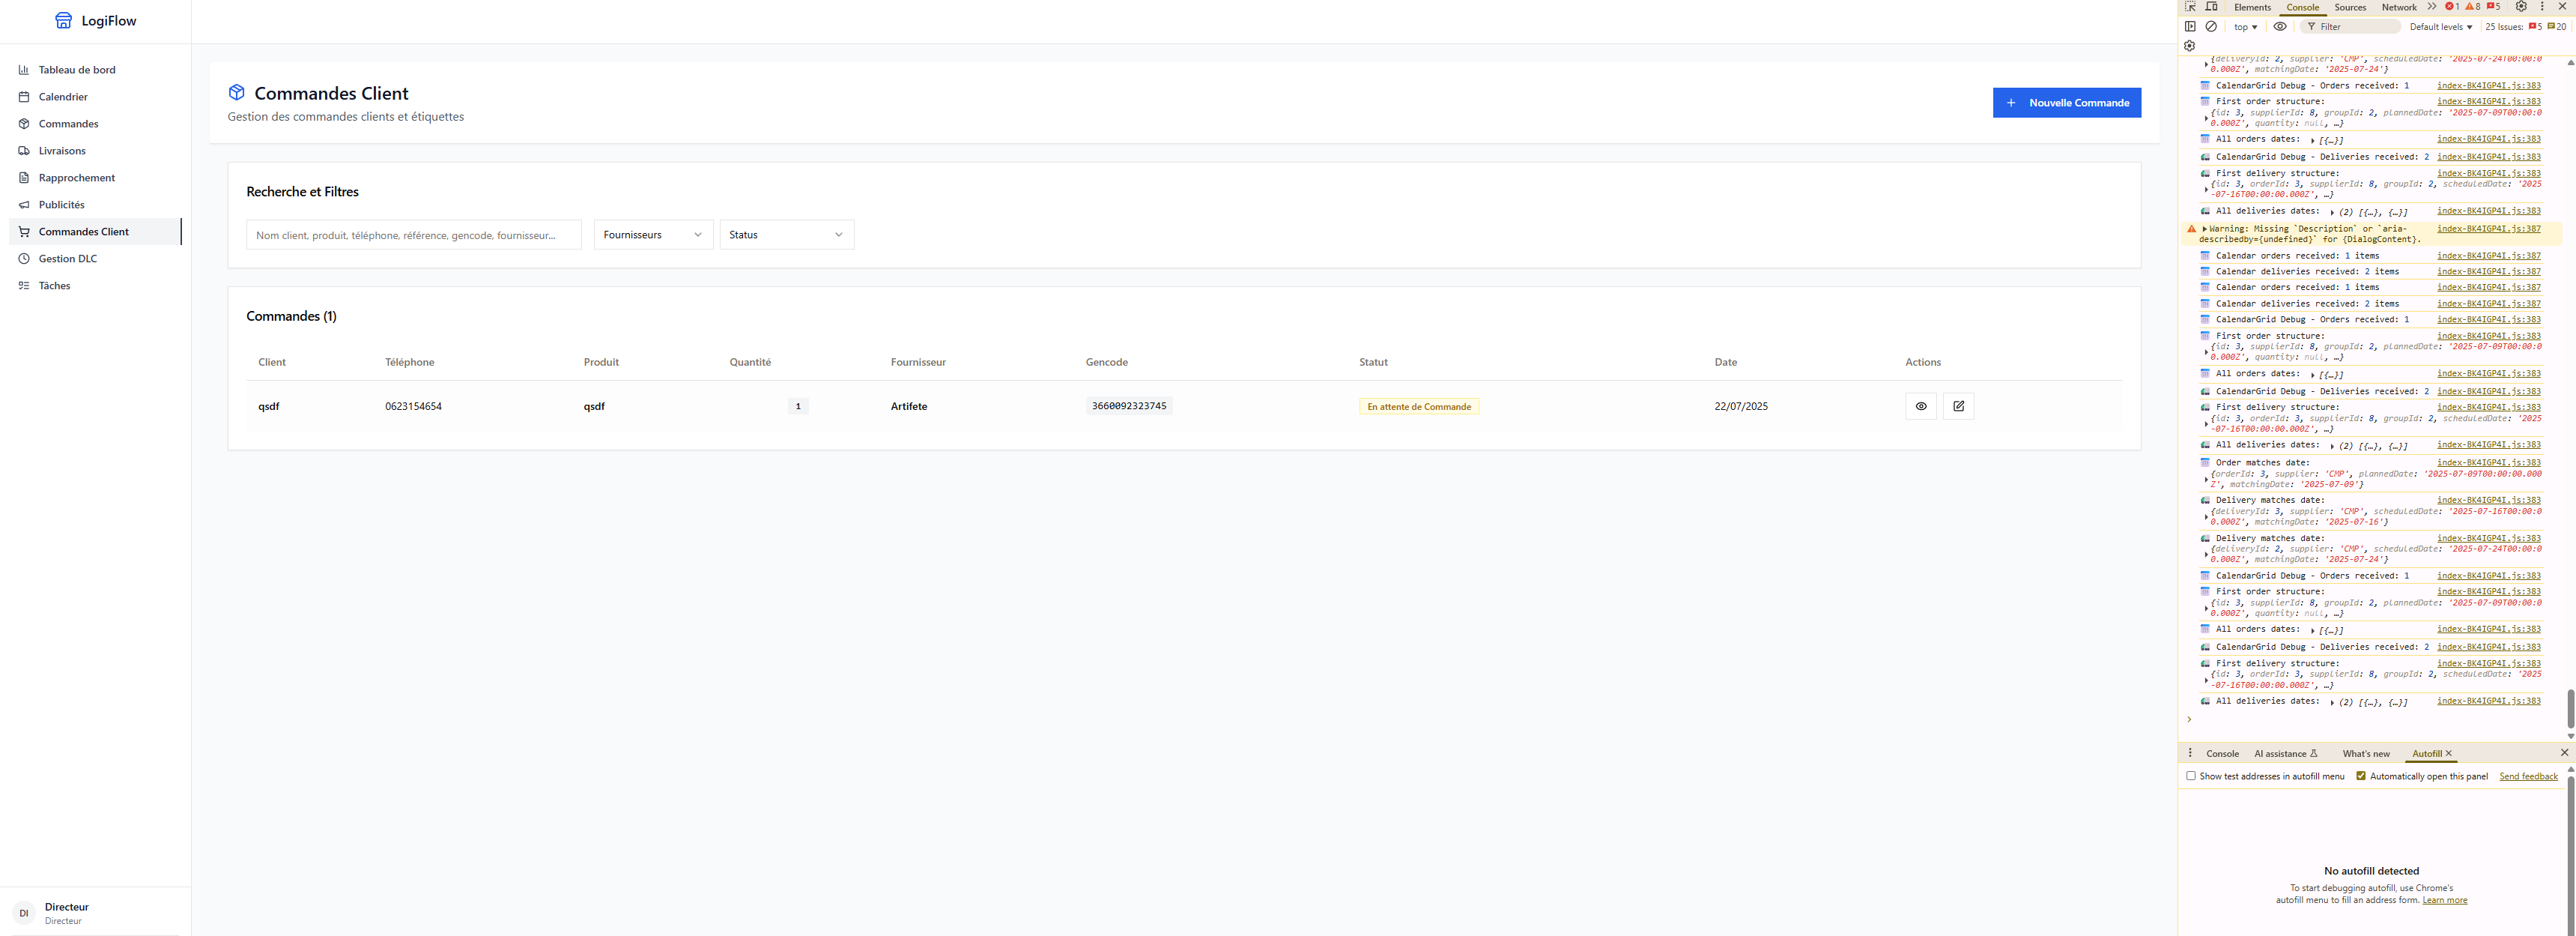 LogiFlow
Tableau de bord
Calendrier
Commandes
Livraisons
Rapprochement
Publicités
Commandes Client
Gestion DLC
Tâches
DI
Directeur
Directeur
Commandes Client
Gestion des commandes clients et étiquettes
Nouvelle Commande
Recherche et Filtres
Nom client, produit, téléphone, référence, gencode, fournisseur...
Fournisseurs
Status
Commandes (1)
Client Téléphone Produit Quantité Fournisseur Gencode Statut Date Actions
qsdf 0623154654 qsdf 1 Artifete 3660092323745 En attente de Commande 22/07/2025
Elements Console Sources Network 1 8 5
top Filter Default levels 25 Issues: 5 20
{deliveryId: 2, supplier: 'CMP', scheduledDate: '2025-07-24T00:00:0
0.000Z', matchingDate: '2025-07-24'}
CalendarGrid Debug - Orders received: 1 index-BK4IGP4I.js:383
First order structure: index-BK4IGP4I.js:383
{id: 3, supplierId: 8, groupId: 2, plannedDate: '2025-07-09T00:00:0
0.000Z', quantity: null, …}
All orders dates: [{…}] index-BK4IGP4I.js:383
CalendarGrid Debug - Deliveries received: 2 index-BK4IGP4I.js:383
First delivery structure: index-BK4IGP4I.js:383
{id: 3, orderId: 3, supplierId: 8, groupId: 2, scheduledDate: '2025
-07-16T00:00:00.000Z', …}
All deliveries dates: (2) [{…}, {…}] index-BK4IGP4I.js:383
Warning: Missing `Description` or `aria- index-BK4IGP4I.js:387
describedby={undefined}` for {DialogContent}.
Calendar orders received: 1 items index-BK4IGP4I.js:387
Calendar deliveries received: 2 items index-BK4IGP4I.js:387
Calendar orders received: 1 items index-BK4IGP4I.js:387
Calendar deliveries received: 2 items index-BK4IGP4I.js:387
CalendarGrid Debug - Orders received: 1 index-BK4IGP4I.js:383
First order structure: index-BK4IGP4I.js:383
{id: 3, supplierId: 8, groupId: 2, plannedDate: '2025-07-09T00:00:0
0.000Z', quantity: null, …}
All orders dates: [{…}] index-BK4IGP4I.js:383
CalendarGrid Debug - Deliveries received: 2 index-BK4IGP4I.js:383
First delivery structure: index-BK4IGP4I.js:383
{id: 3, orderId: 3, supplierId: 8, groupId: 2, scheduledDate: '2025
-07-16T00:00:00.000Z', …}
All deliveries dates: (2) [{…}, {…}] index-BK4IGP4I.js:383
Order matches date: index-BK4IGP4I.js:383
{orderId: 3, supplier: 'CMP', plannedDate: '2025-07-09T00:00:00.000
Z', matchingDate: '2025-07-09'}
Delivery matches date: index-BK4IGP4I.js:383
{deliveryId: 3, supplier: 'CMP', scheduledDate: '2025-07-16T00:00:0
0.000Z', matchingDate: '2025-07-16'}
Delivery matches date: index-BK4IGP4I.js:383
{deliveryId: 2, supplier: 'CMP', scheduledDate: '2025-07-24T00:00:0
0.000Z', matchingDate: '2025-07-24'}
CalendarGrid Debug - Orders received: 1 index-BK4IGP4I.js:383
First order structure: index-BK4IGP4I.js:383
{id: 3, supplierId: 8, groupId: 2, plannedDate: '2025-07-09T00:00:0
0.000Z', quantity: null, …}
All orders dates: [{…}] index-BK4IGP4I.js:383
CalendarGrid Debug - Deliveries received: 2 index-BK4IGP4I.js:383
First delivery structure: index-BK4IGP4I.js:383
{id: 3, orderId: 3, supplierId: 8, groupId: 2, scheduledDate: '2025
-07-16T00:00:00.000Z', …}
All deliveries dates: (2) [{…}, {…}] index-BK4IGP4I.js:383
Console AI assistance What's new Autofill
Show test addresses in autofill menu Automatically open this panel Send feedback
No autofill detected
To start debugging autofill, use Chrome's
autofill menu to fill an address form. Learn more